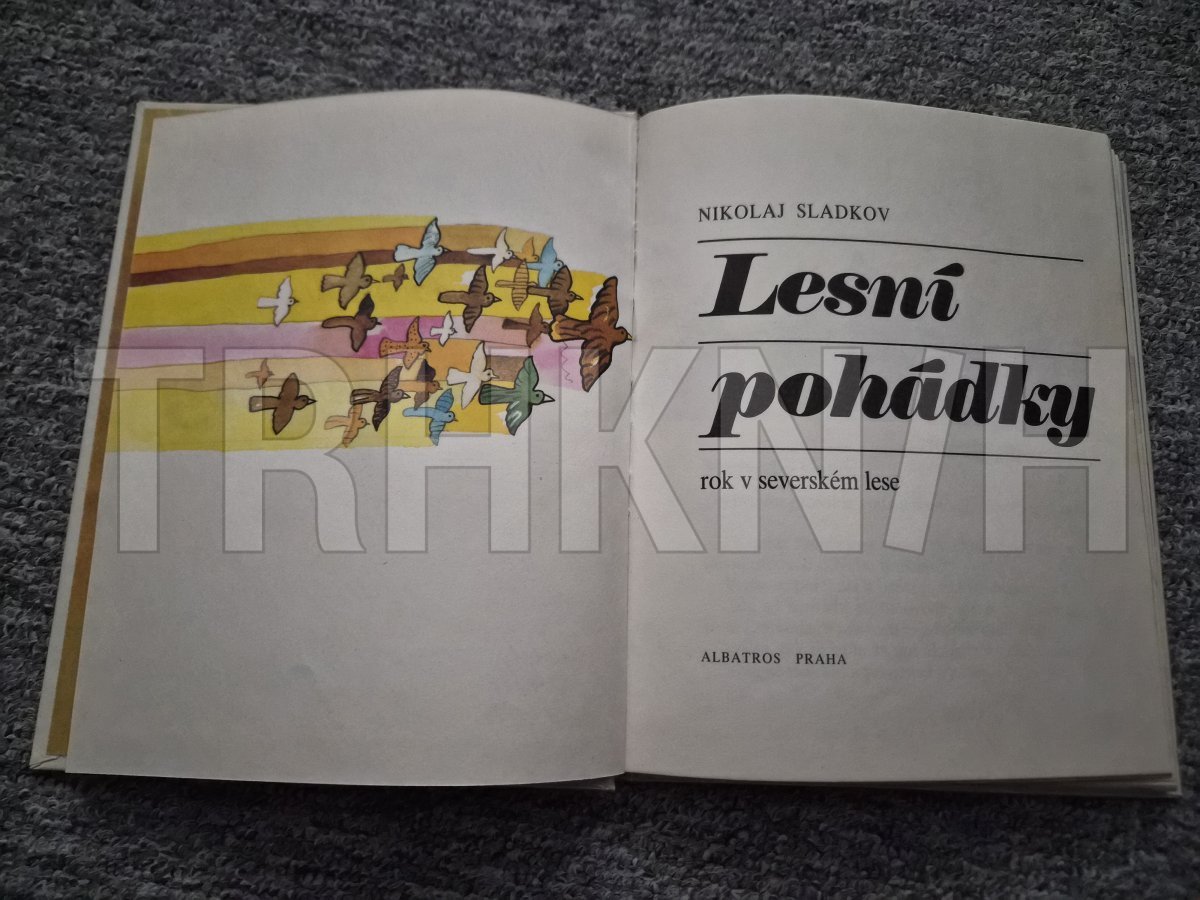 NIKOLAJ SLADKOV
Lesní
pohádky
rok v severském lese
ALBATROS PRAHA
TRHKNIH